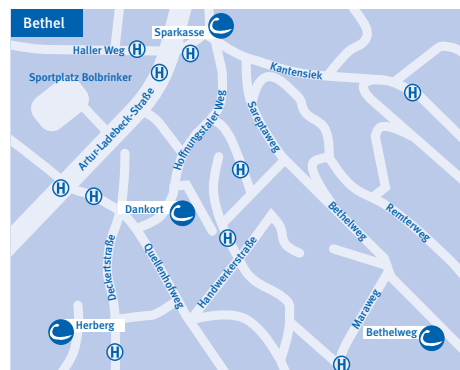 Bethel
Sparkasse
Haller Weg
H
H
H
Kantensiek
Sportplatz Bolbrinker
H
Artur-Ladebeck-Straße
Hoffnungstaler Weg
Sareptaweg
H
H
H
Dankort
Bethelweg
Remterweg
H
Deckertstraße
Quellenhofweg
Handwerkerstraße
Maraweg
Herberg
Bethelweg
H
H